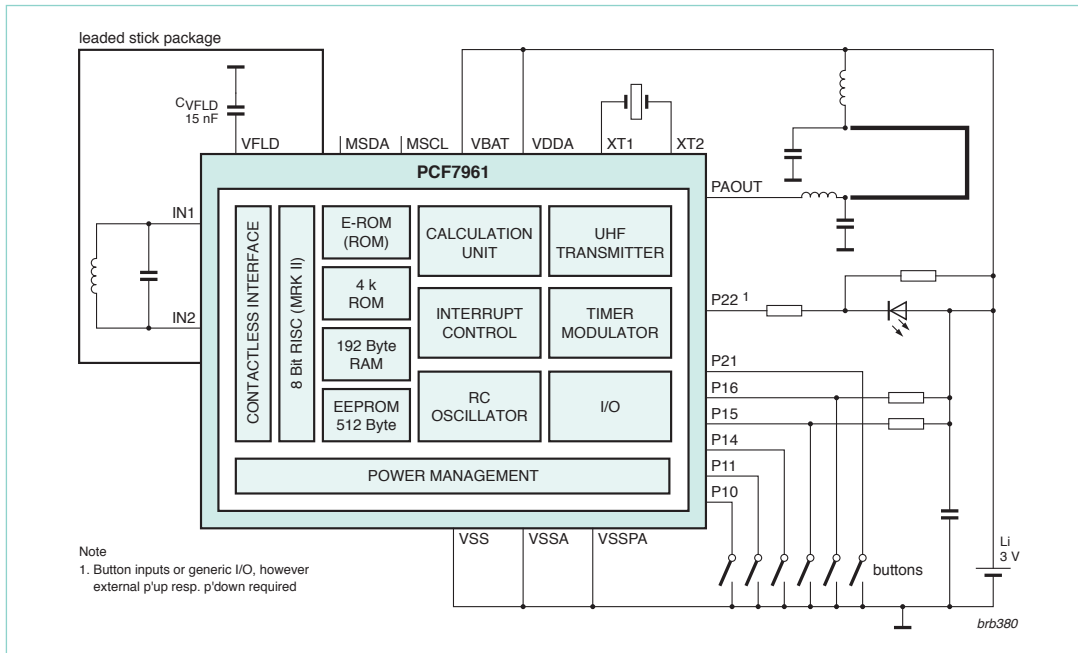 leaded stick package
CVFLD
15 nF
VFLD
MSDA
MSCL
VBAT
VDDA
XT1
XT2
PCF7961
PAOUT
IN1
IN2
CONTACTLESS INTERFACE
8 Bit RISC (MRK II)
E-ROM
(ROM)
4 k
ROM
192 Byte
RAM
EEPROM
512 Byte
CALCULATION
UNIT
INTERRUPT
CONTROL
RC
OSCILLATOR
UHF
TRANSMITTER
TIMER
MODULATOR
I/O
POWER MANAGEMENT
P22 1
P21
P16
P15
P14
P11
P10
VSS
VSSA
VSSPA
buttons
Li
3 V
Note
1. Button inputs or generic I/O, however
external p'up resp. p'down required
brb380